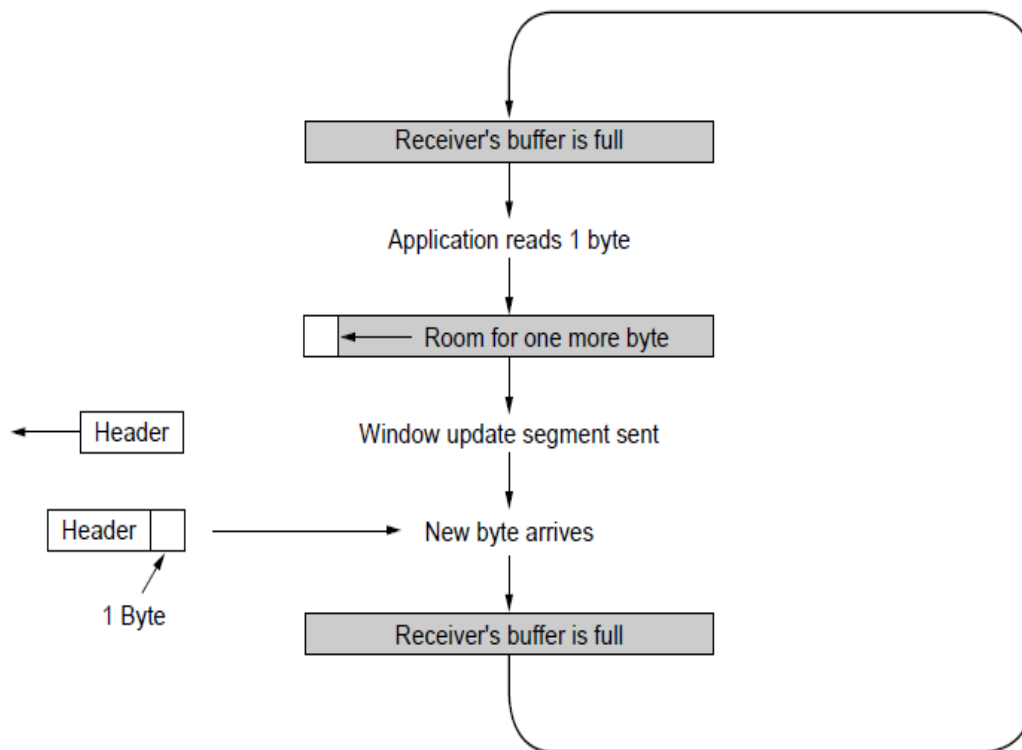 Receiver's buffer is full
Application reads 1 byte
Room for one more byte
Header
Window update segment sent
Header
New byte arrives
1 Byte
Receiver's buffer is full